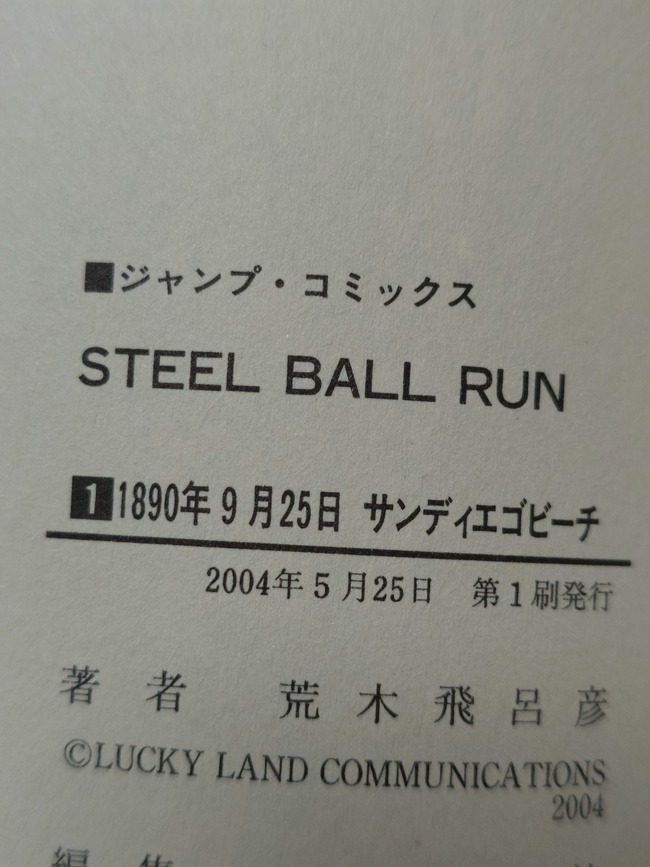 ■ジャンプ・コミックス
STEEL BALL RUN
1 1890年9月25日 サンディエゴビーチ
2004年5月25日 第1刷発行
著者 荒木飛呂彦
©LUCKY LAND COMMUNICATIONS
2004
編集